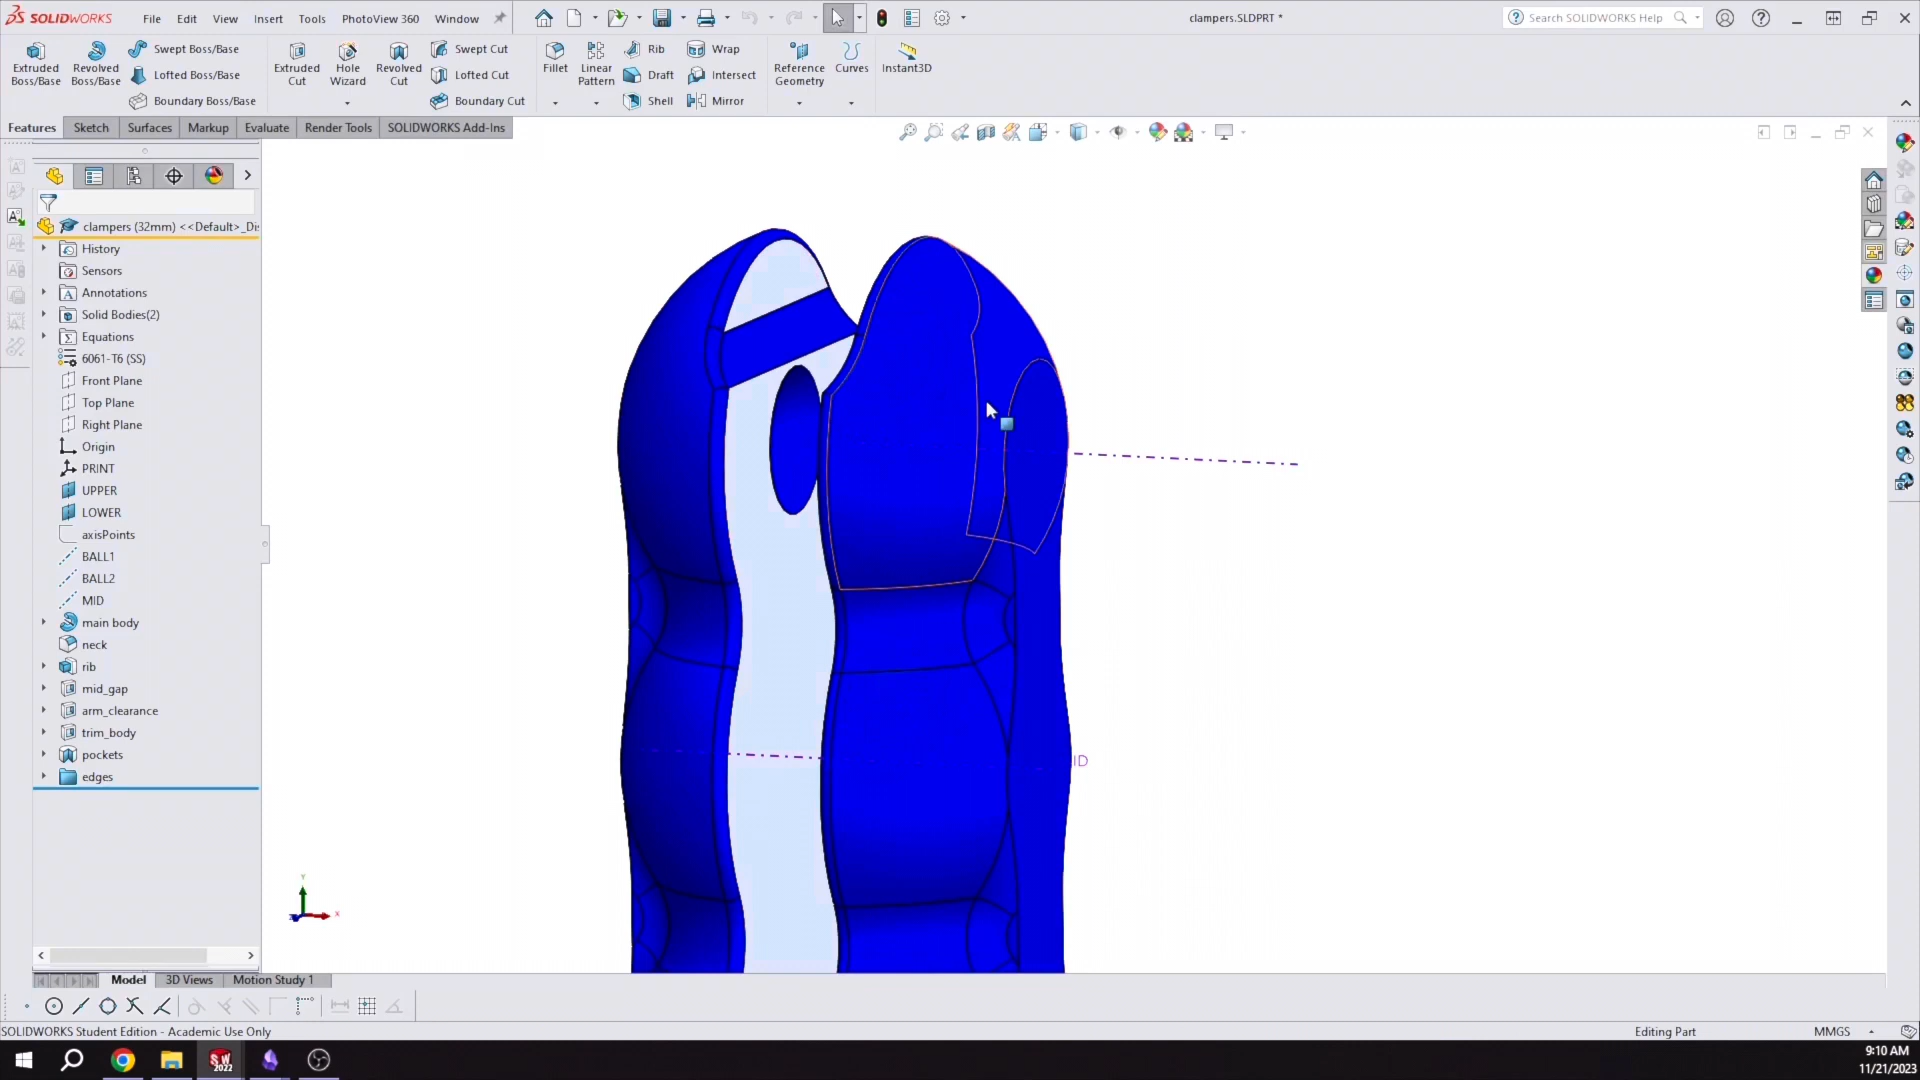 SOLIDWORKS File Edit View Insert Tools PhotoView 360 Window
clampers.SLDPRT *
Search SOLIDWORKS Help
Extruded Boss/Base
Revolved Boss/Base
Swept Boss/Base
Lofted Boss/Base
Boundary Boss/Base
Extruded Cut
Hole Wizard
Revolved Cut
Swept Cut
Lofted Cut
Boundary Cut
Fillet
Linear Pattern
Rib
Draft
Shell
Wrap
Intersect
Mirror
Reference Geometry
Curves
Instant3D
Features Sketch Surfaces Markup Evaluate Render Tools SOLIDWORKS Add-Ins
clampers (32mm) <<Default>_Di
History
Sensors
Annotations
Solid Bodies(2)
Equations
6061-T6 (SS)
Front Plane
Top Plane
Right Plane
Origin
PRINT
UPPER
LOWER
axisPoints
BALL1
BALL2
MID
main body
neck
rib
mid_gap
arm_clearance
trim_body
pockets
edges
ID
Y
X
Model 3D Views Motion Study 1
SOLIDWORKS Student Edition - Academic Use Only
Editing Part
MMGS
SW 2022
9:10 AM
11/21/2023